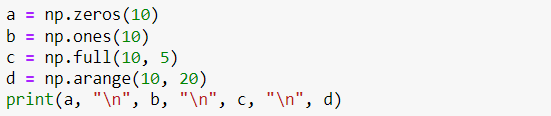 a = np.zeros(10)
b = np.ones(10)
c = np.full(10, 5)
d = np.arange(10, 20)
print(a, "\n", b, "\n", c, "\n", d)